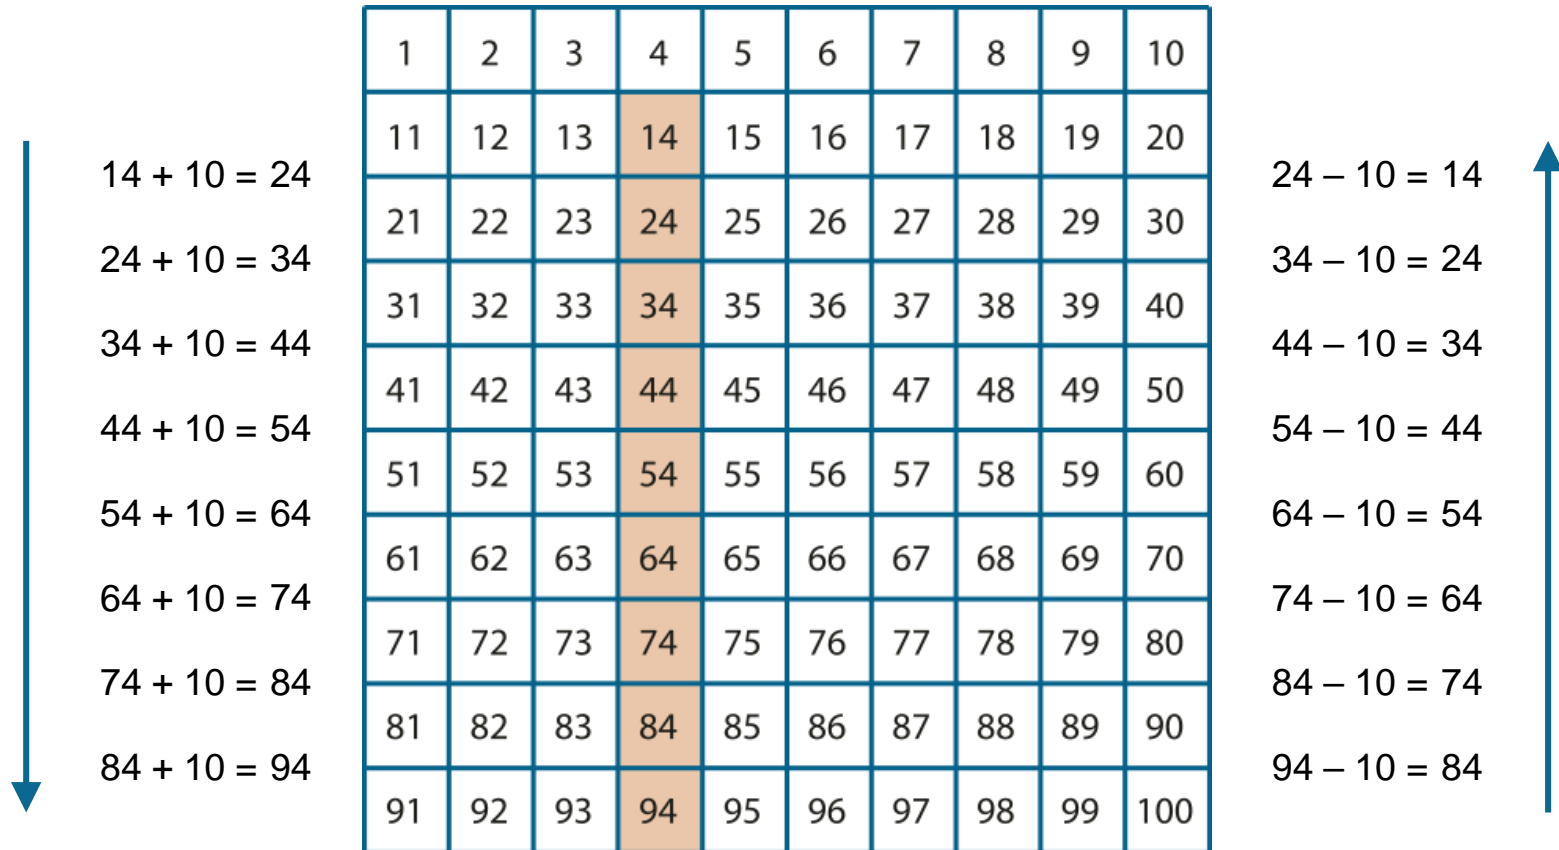 1 2 3 4 5 6 7 8 9 10
11 12 13 14 15 16 17 18 19 20
14 + 10 = 24
24 – 10 = 14
21 22 23 24 25 26 27 28 29 30
24 + 10 = 34
34 – 10 = 24
31 32 33 34 35 36 37 38 39 40
34 + 10 = 44
44 – 10 = 34
41 42 43 44 45 46 47 48 49 50
44 + 10 = 54
54 – 10 = 44
51 52 53 54 55 56 57 58 59 60
54 + 10 = 64
64 – 10 = 54
61 62 63 64 65 66 67 68 69 70
64 + 10 = 74
74 – 10 = 64
71 72 73 74 75 76 77 78 79 80
74 + 10 = 84
84 – 10 = 74
81 82 83 84 85 86 87 88 89 90
84 + 10 = 94
94 – 10 = 84
91 92 93 94 95 96 97 98 99 100